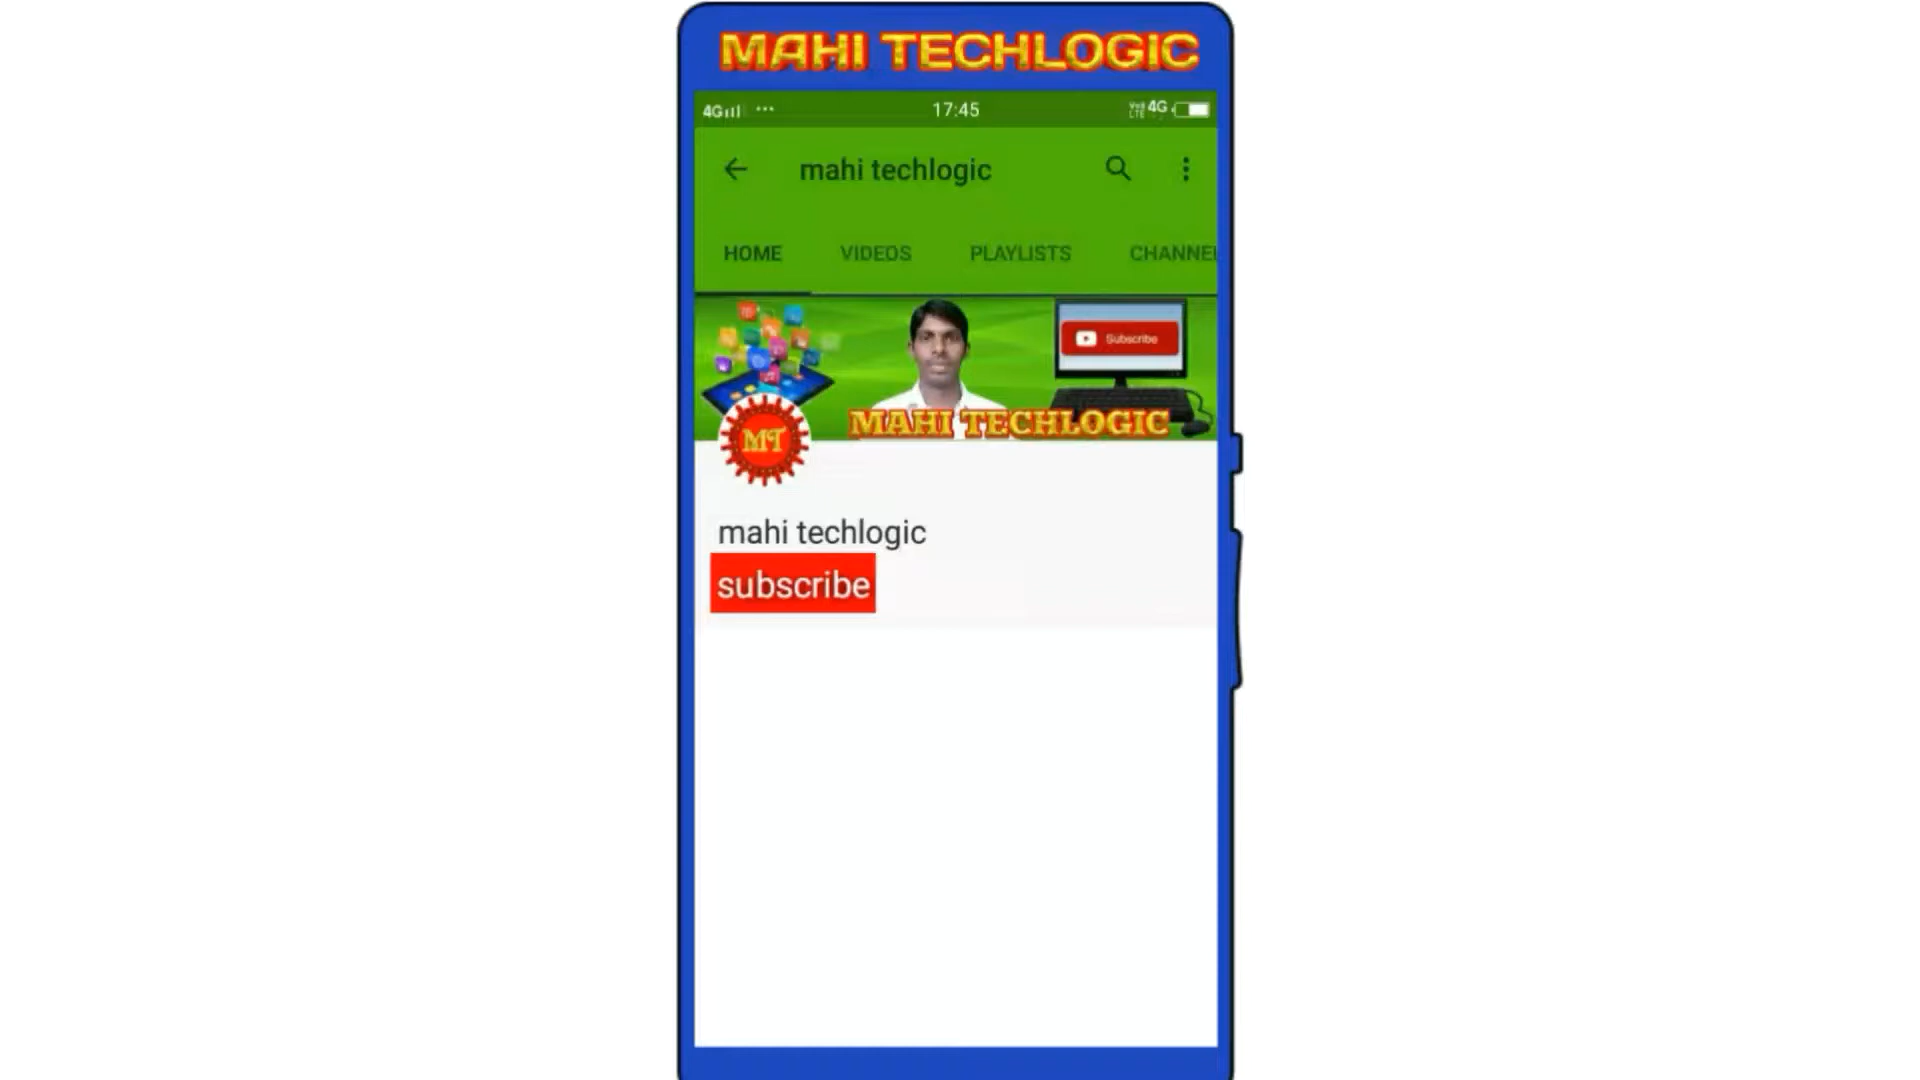 MAHI TECHLOGIC
4G 17:45 4G
mahi techlogic
HOME VIDEOS PLAYLISTS CHANNEL
Subscribe
MAHI TECHLOGIC
MT
mahi techlogic
subscribe